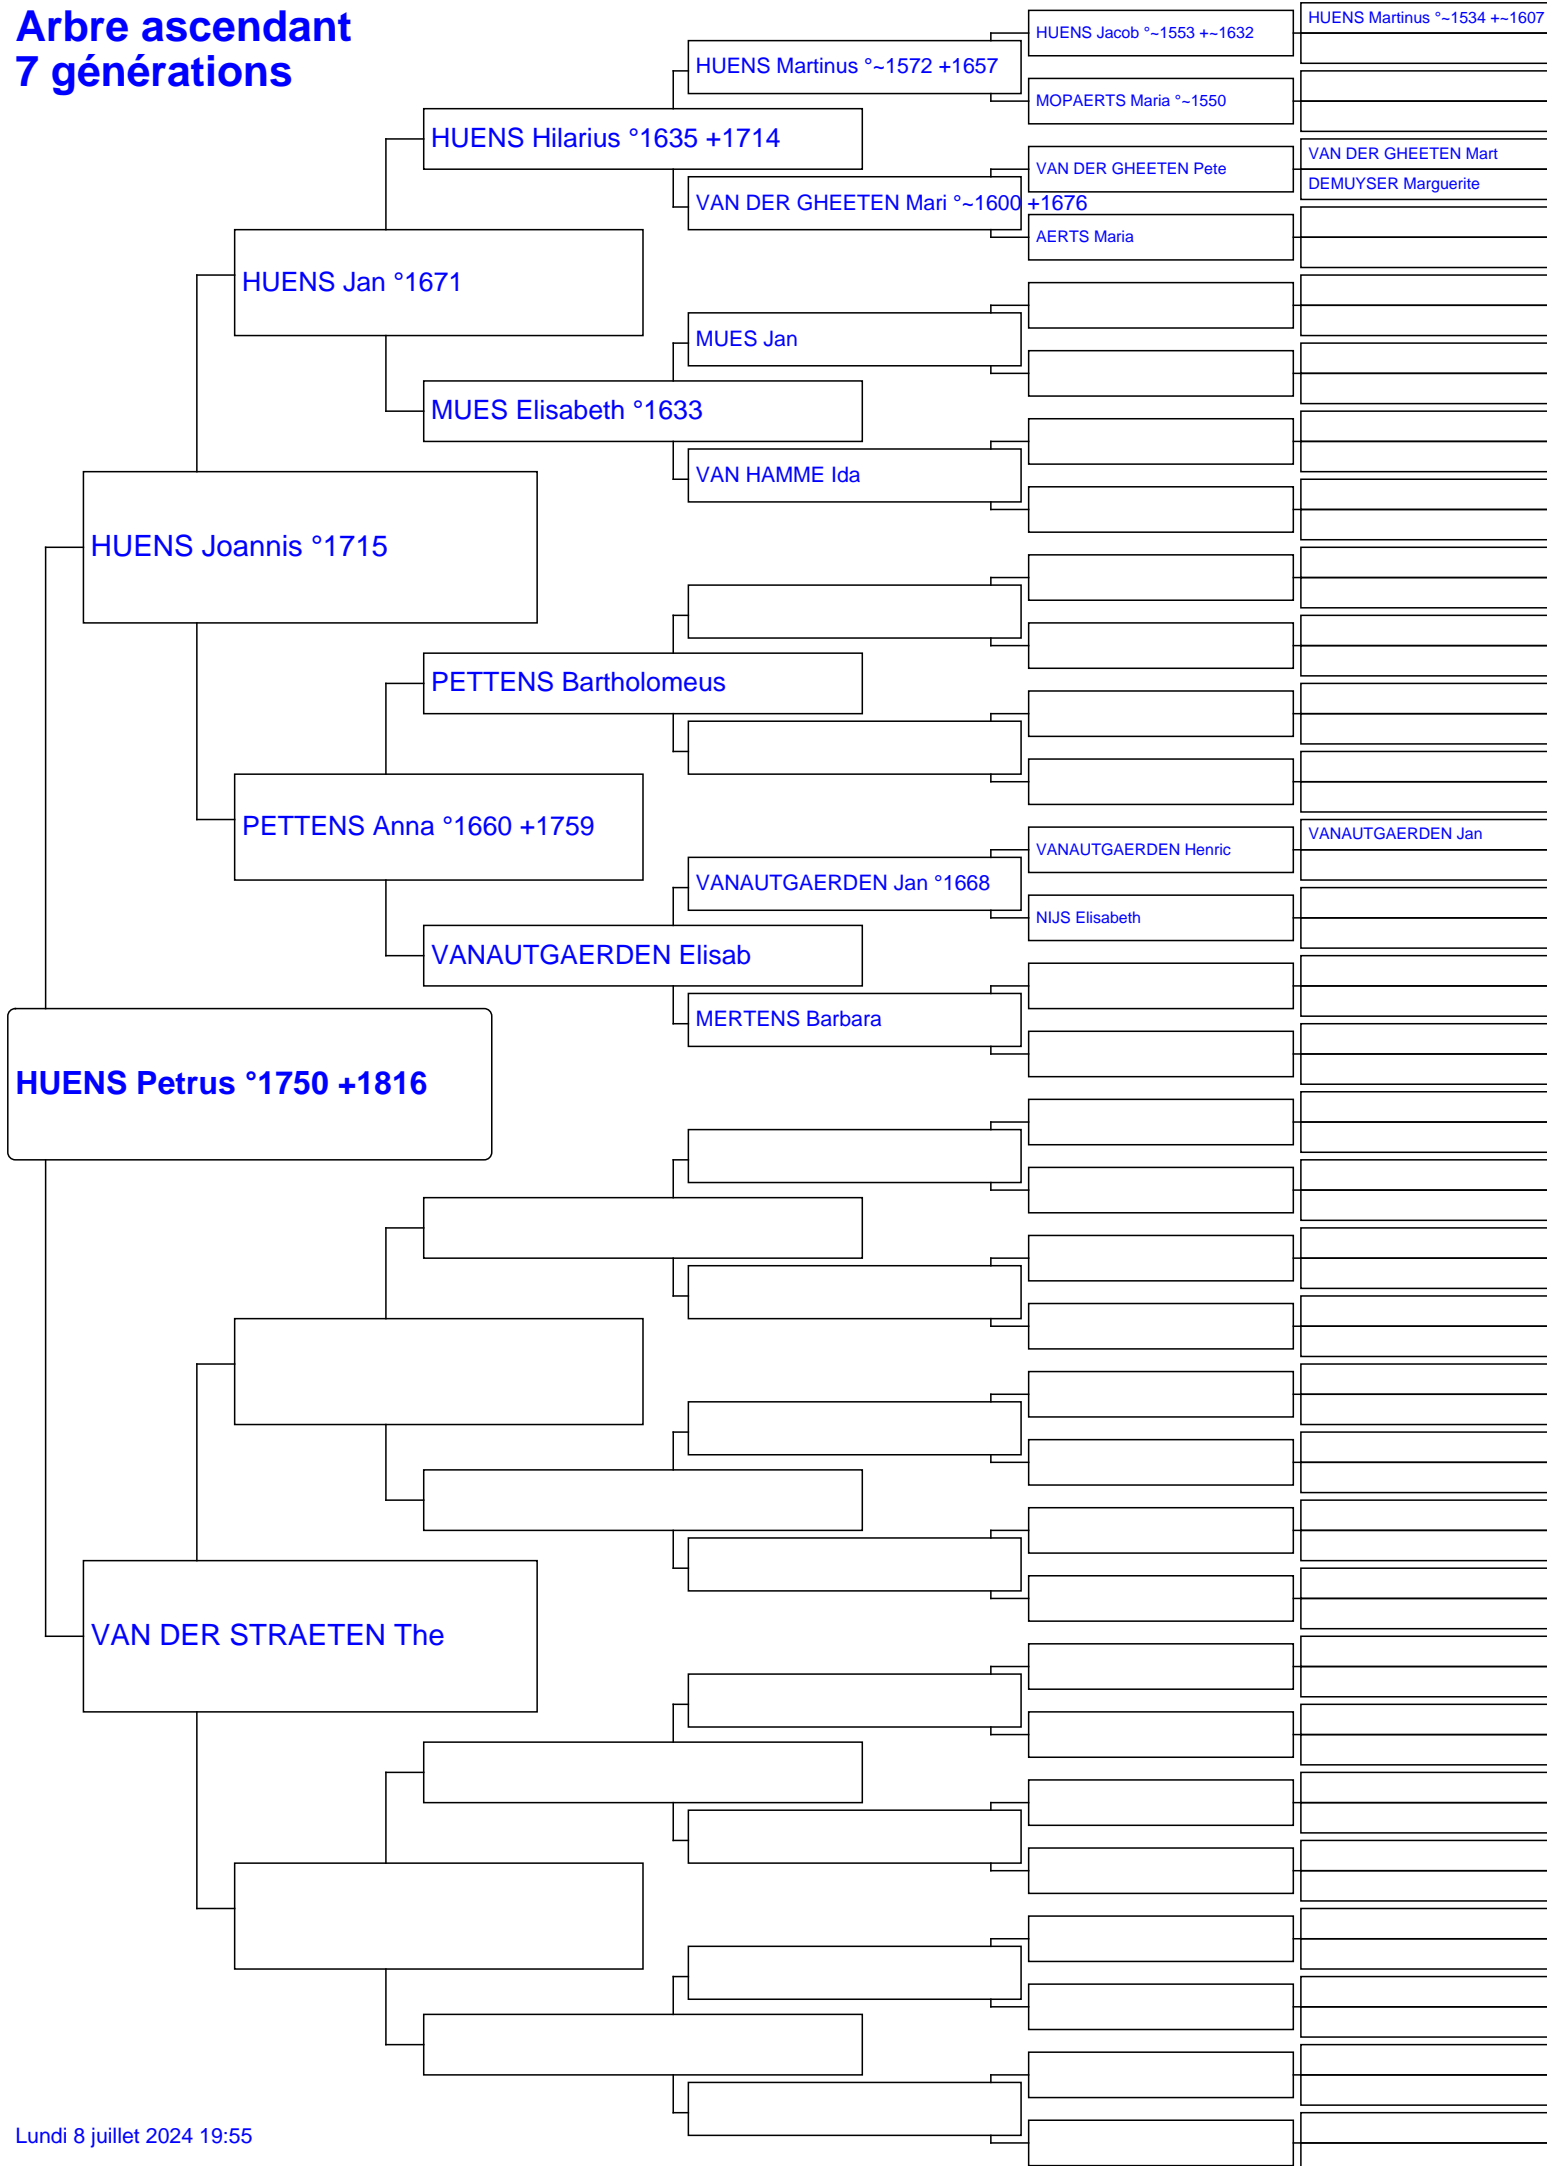 Arbre ascendant
7 générations
HUENS Martinus °~1534 +~1607
HUENS Jacob °~1553 +~1632
HUENS Martinus °~1572 +1657
MOPAERTS Maria °~1550
HUENS Hilarius °1635 +1714
VAN DER GHEETEN Mart
VAN DER GHEETEN Pete
DEMUYSER Marguerite
VAN DER GHEETEN Mari °~1600 +1676
AERTS Maria
HUENS Jan °1671
MUES Jan
MUES Elisabeth °1633
VAN HAMME Ida
HUENS Joannis °1715
PETTENS Bartholomeus
PETTENS Anna °1660 +1759
VANAUTGAERDEN Jan
VANAUTGAERDEN Henric
VANAUTGAERDEN Jan °1668
NIJS Elisabeth
VANAUTGAERDEN Elisab
MERTENS Barbara
HUENS Petrus °1750 +1816
VAN DER STRAETEN The
Lundi 8 juillet 2024 19:55